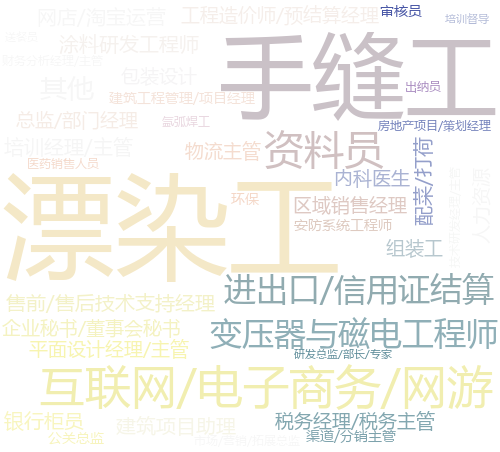 网店/淘宝运营
工程造价师/预结算经理
审核员
培训督导
手缝工
涂料研发工程师
包装设计
其他
出纳员
建筑工程管理/项目经理
总监/部门经理
氩弧焊工
房地产项目/策划经理
培训经理/主管
物流主管
资料员
配菜/打荷
医药销售人员
内科医生
人力资源
漂染工
环保
区域销售经理
安防系统工程师
组装工
进出口/信用证结算
售前/售后技术支持经理
企业秘书/董事会秘书
变压器与磁电工程师
平面设计经理/主管
研发总监/部长/专家
互联网/电子商务/网游
银行柜员
建筑项目助理
税务经理/税务主管
公关总监
渠道/分销主管